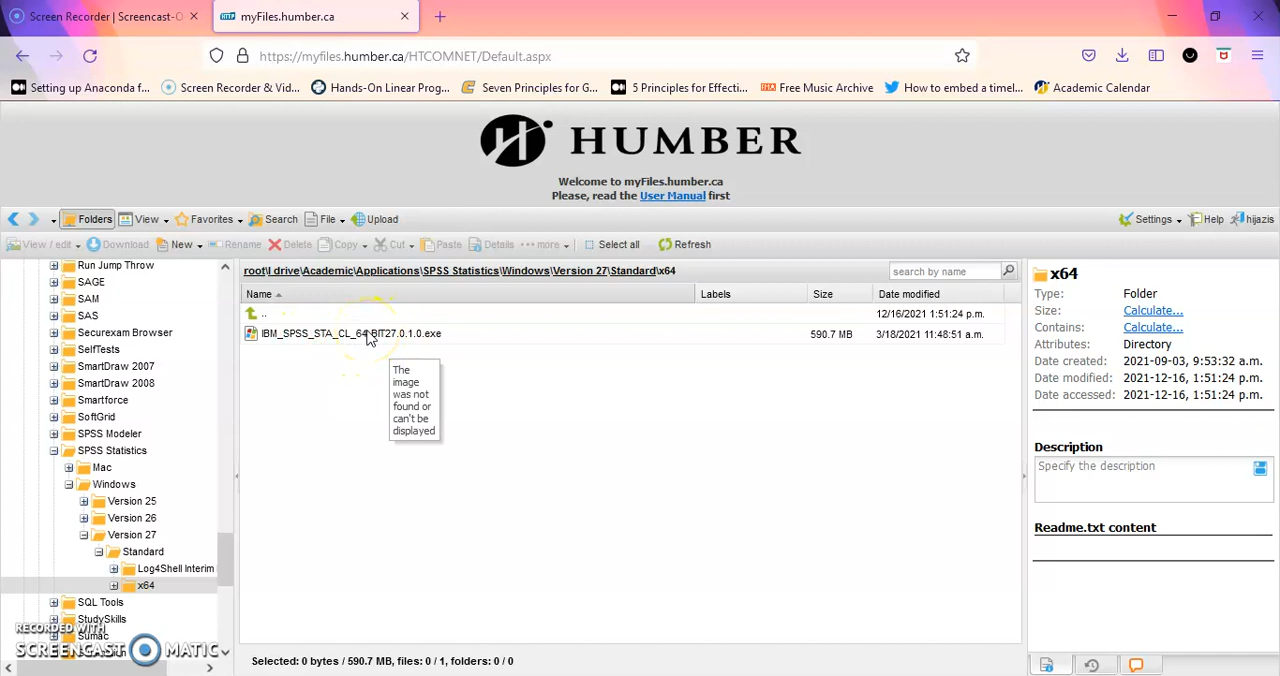 Screen Recorder | Screencast-O
myFiles.humber.ca
https://myfiles.humber.ca/HTCOMNET/Default.aspx
Setting up Anaconda f...
Screen Recorder & Vid...
Hands-On Linear Prog...
Seven Principles for G...
5 Principles for Effecti...
Free Music Archive
How to embed a timel...
Academic Calendar
HUMBER
Welcome to myFiles.humber.ca
Please, read the User Manual first
Folders View Favorites Search File Upload
Settings Help hijazis
View / edit Download New Rename Delete Copy Cut Paste Details more Select all Refresh
Run Jump Throw
SAGE
SAM
SAS
Securexam Browser
SelfTests
SmartDraw 2007
SmartDraw 2008
Smartforce
SoftGrid
SPSS Modeler
SPSS Statistics
Mac
Windows
Version 25
Version 26
Version 27
Standard
Log4Shell Interim
x64
SQL Tools
StudySkills
Sumac
RECORDED WITH
SCREENCAST MATIC
root\I drive\Academic\Applications\SPSS Statistics\Windows\Version 27\Standard\x64
search by name
Name Labels Size Date modified
.. 12/16/2021 1:51:24 p.m.
IBM_SPSS_STA_CL_64-BIT27.0.1.0.exe 590.7 MB 3/18/2021 11:48:51 a.m.
The
image
was not
found or
can't be
displayed
Selected: 0 bytes / 590.7 MB, files: 0 / 1, folders: 0 / 0
x64
Type: Folder
Size: Calculate...
Contains: Calculate...
Attributes: Directory
Date created: 2021-09-03, 9:53:32 a.m.
Date modified: 2021-12-16, 1:51:24 p.m.
Date accessed: 2021-12-16, 1:51:24 p.m.
Description
Specify the description
Readme.txt content